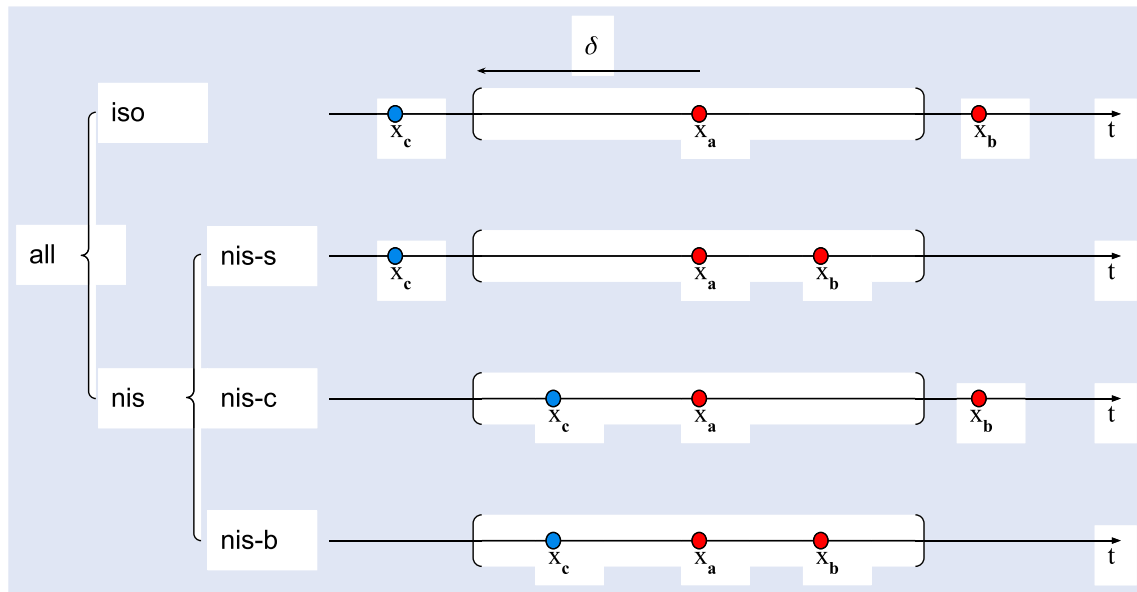 δ
iso
x_c x_a x_b t
all
nis-s
x_c x_a x_b t
nis
nis-c
x_c x_a x_b t
nis-b
x_c x_a x_b t